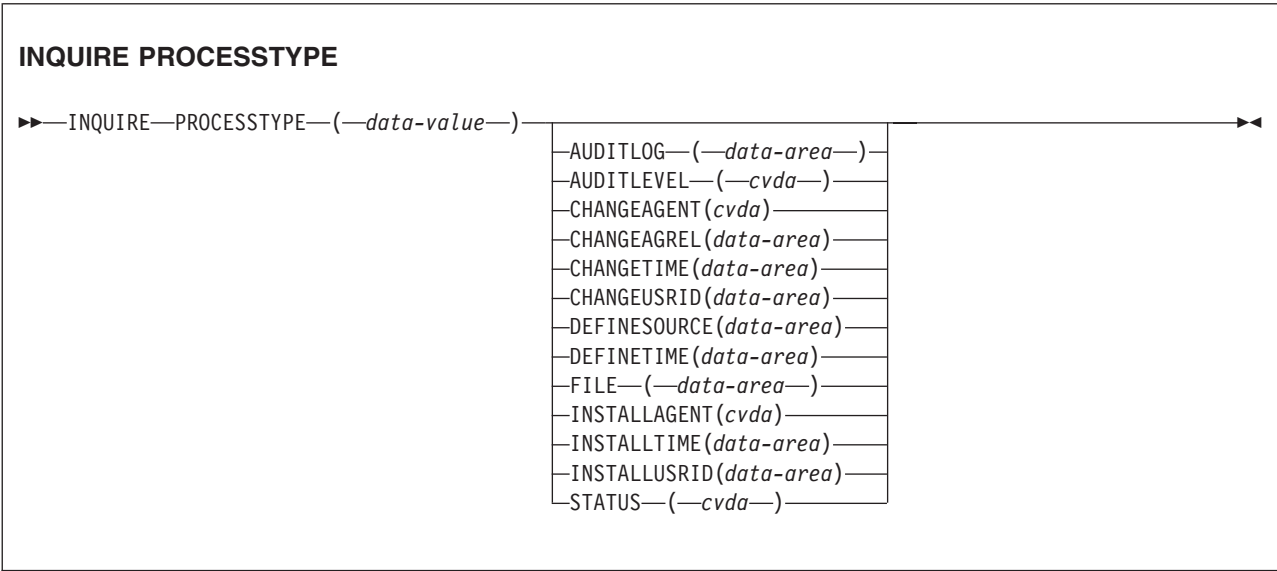 INQUIRE PROCESSTYPE
INQUIRE PROCESSTYPE ( data-value )
AUDITLOG ( data-area )
AUDITLEVEL ( cvda )
CHANGEAGENT(cvda)
CHANGEAGREL(data-area)
CHANGETIME(data-area)
CHANGEUSRID(data-area)
DEFINESOURCE(data-area)
DEFINETIME(data-area)
FILE ( data-area )
INSTALLAGENT(cvda)
INSTALLTIME(data-area)
INSTALLUSRID(data-area)
STATUS ( cvda )